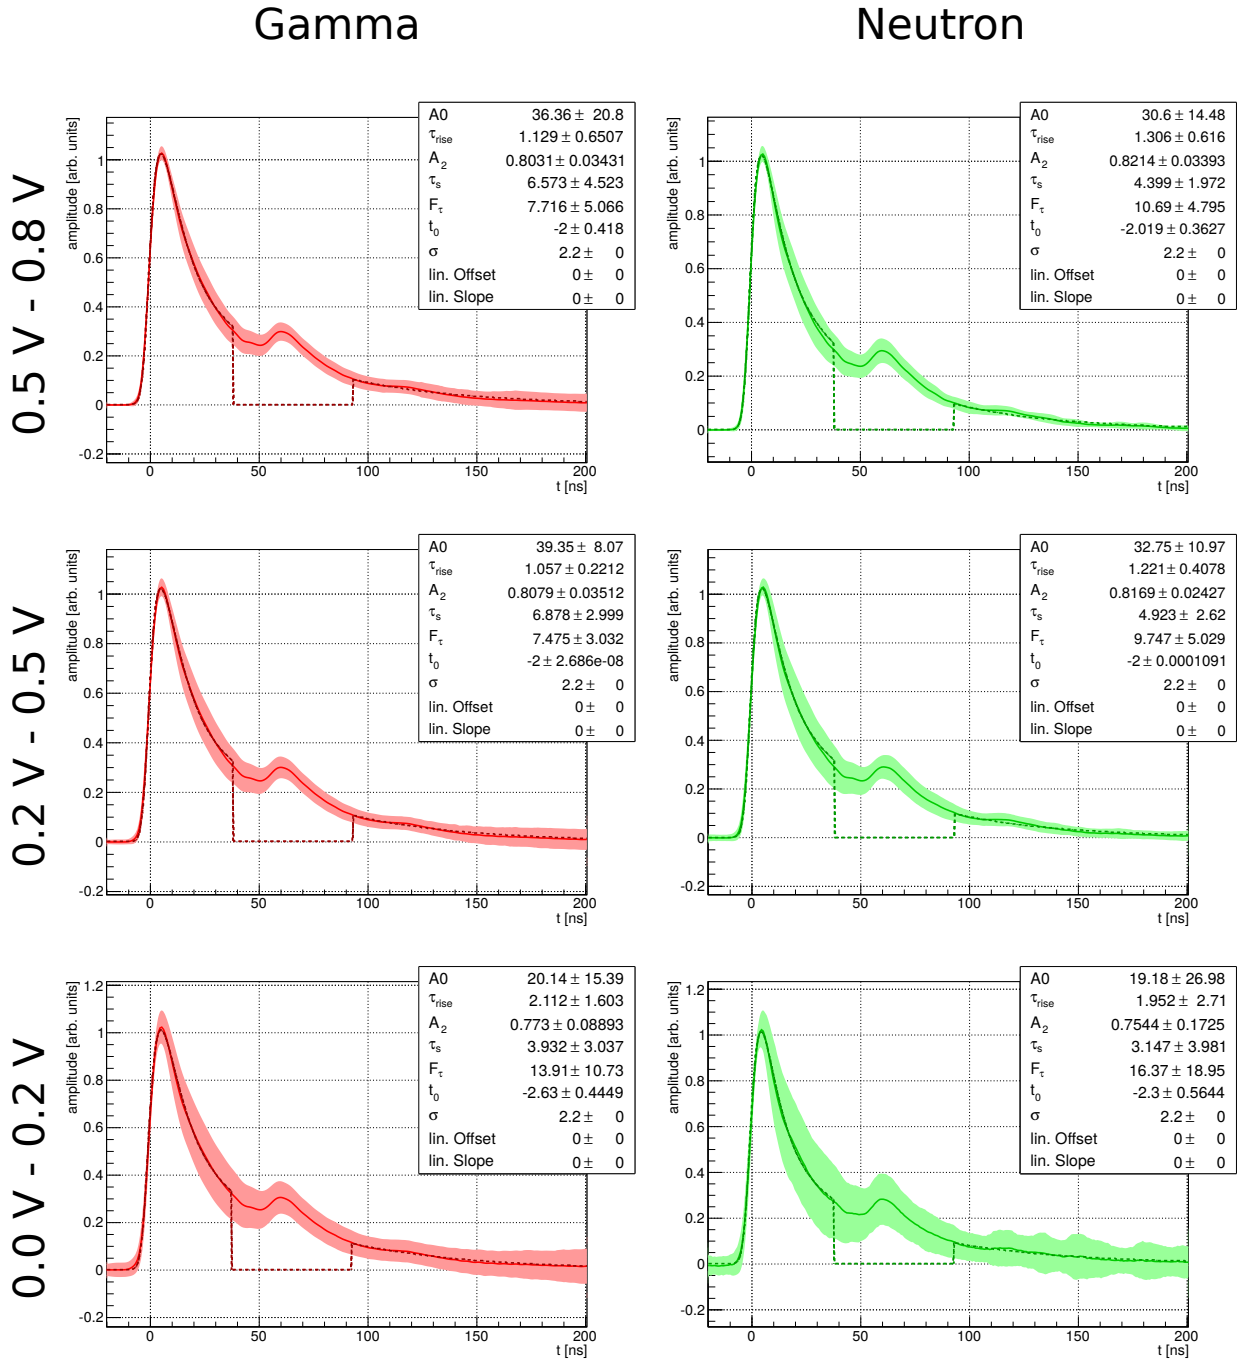 Gamma
Neutron
0.5 V - 0.8 V
amplitude [arb. units]
1
0.8
0.6
0.4
0.2
0
-0.2
0 50 100 150 200
t [ns]
A0 36.36 ± 20.8
τrise 1.129 ± 0.6507
A2 0.8031 ± 0.03431
τs 6.573 ± 4.523
Fτ 7.716 ± 5.066
t0 -2 ± 0.418
σ 2.2 ± 0
lin. Offset 0 ± 0
lin. Slope 0 ± 0
amplitude [arb. units]
1
0.8
0.6
0.4
0.2
0
0 50 100 150 200
t [ns]
A0 30.6 ± 14.48
τrise 1.306 ± 0.616
A2 0.8214 ± 0.03393
τs 4.399 ± 1.972
Fτ 10.69 ± 4.795
t0 -2.019 ± 0.3627
σ 2.2 ± 0
lin. Offset 0 ± 0
lin. Slope 0 ± 0
0.2 V - 0.5 V
amplitude [arb. units]
1
0.8
0.6
0.4
0.2
0
-0.2
0 50 100 150 200
t [ns]
A0 39.35 ± 8.07
τrise 1.057 ± 0.2212
A2 0.8079 ± 0.03512
τs 6.878 ± 2.999
Fτ 7.475 ± 3.032
t0 -2 ± 2.686e-08
σ 2.2 ± 0
lin. Offset 0 ± 0
lin. Slope 0 ± 0
amplitude [arb. units]
1
0.8
0.6
0.4
0.2
0
-0.2
0 50 100 150 200
t [ns]
A0 32.75 ± 10.97
τrise 1.221 ± 0.4078
A2 0.8169 ± 0.02427
τs 4.923 ± 2.62
Fτ 9.747 ± 5.029
t0 -2 ± 0.0001091
σ 2.2 ± 0
lin. Offset 0 ± 0
lin. Slope 0 ± 0
0.0 V - 0.2 V
amplitude [arb. units]
1.2
1
0.8
0.6
0.4
0.2
0
-0.2
0 50 100 150 200
t [ns]
A0 20.14 ± 15.39
τrise 2.112 ± 1.603
A2 0.773 ± 0.08893
τs 3.932 ± 3.037
Fτ 13.91 ± 10.73
t0 -2.63 ± 0.4449
σ 2.2 ± 0
lin. Offset 0 ± 0
lin. Slope 0 ± 0
amplitude [arb. units]
1.2
1
0.8
0.6
0.4
0.2
0
-0.2
0 50 100 150 200
t [ns]
A0 19.18 ± 26.98
τrise 1.952 ± 2.71
A2 0.7544 ± 0.1725
τs 3.147 ± 3.981
Fτ 16.37 ± 18.95
t0 -2.3 ± 0.5644
σ 2.2 ± 0
lin. Offset 0 ± 0
lin. Slope 0 ± 0